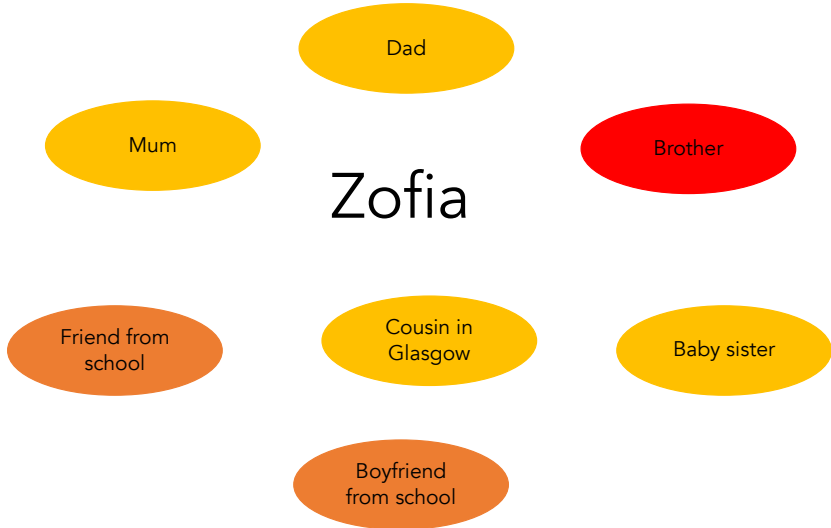 Dad
Mum
Brother
Zofia
Friend from
school
Cousin in
Glasgow
Baby sister
Boyfriend
from school